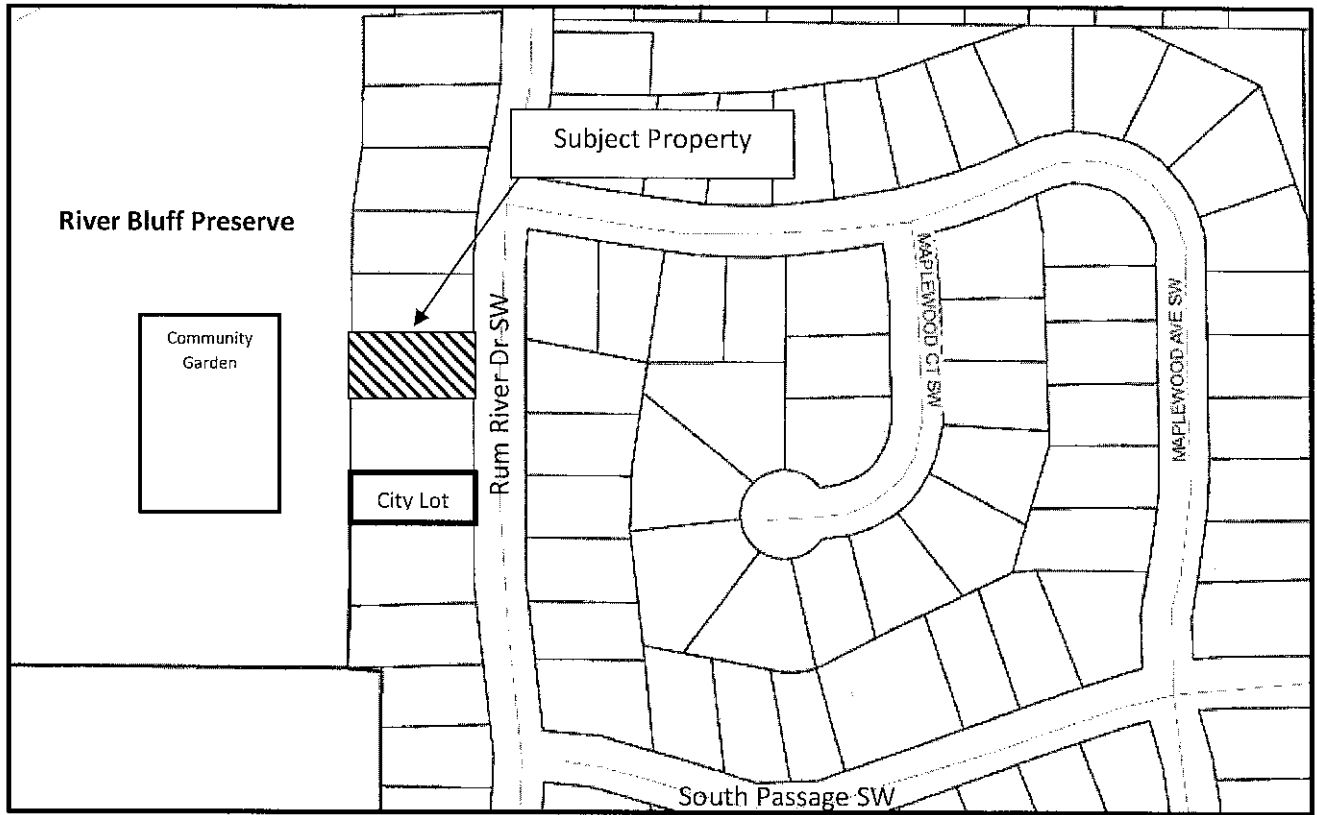 Subject Property
River Bluff Preserve
Community
Garden
City Lot
Rum River Dr SW
MAPLEWOOD CT SW
MAPLEWOOD AVE SW
South Passage SW